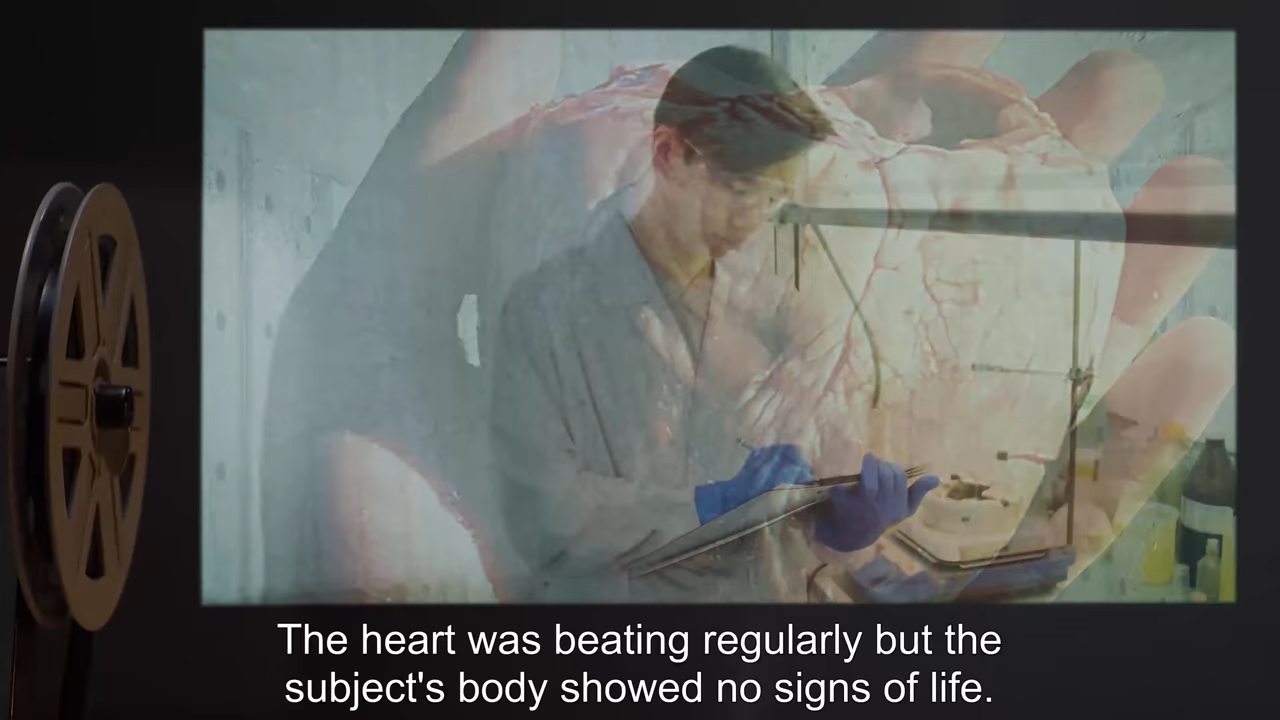 The heart was beating regularly but the
subject's body showed no signs of life.